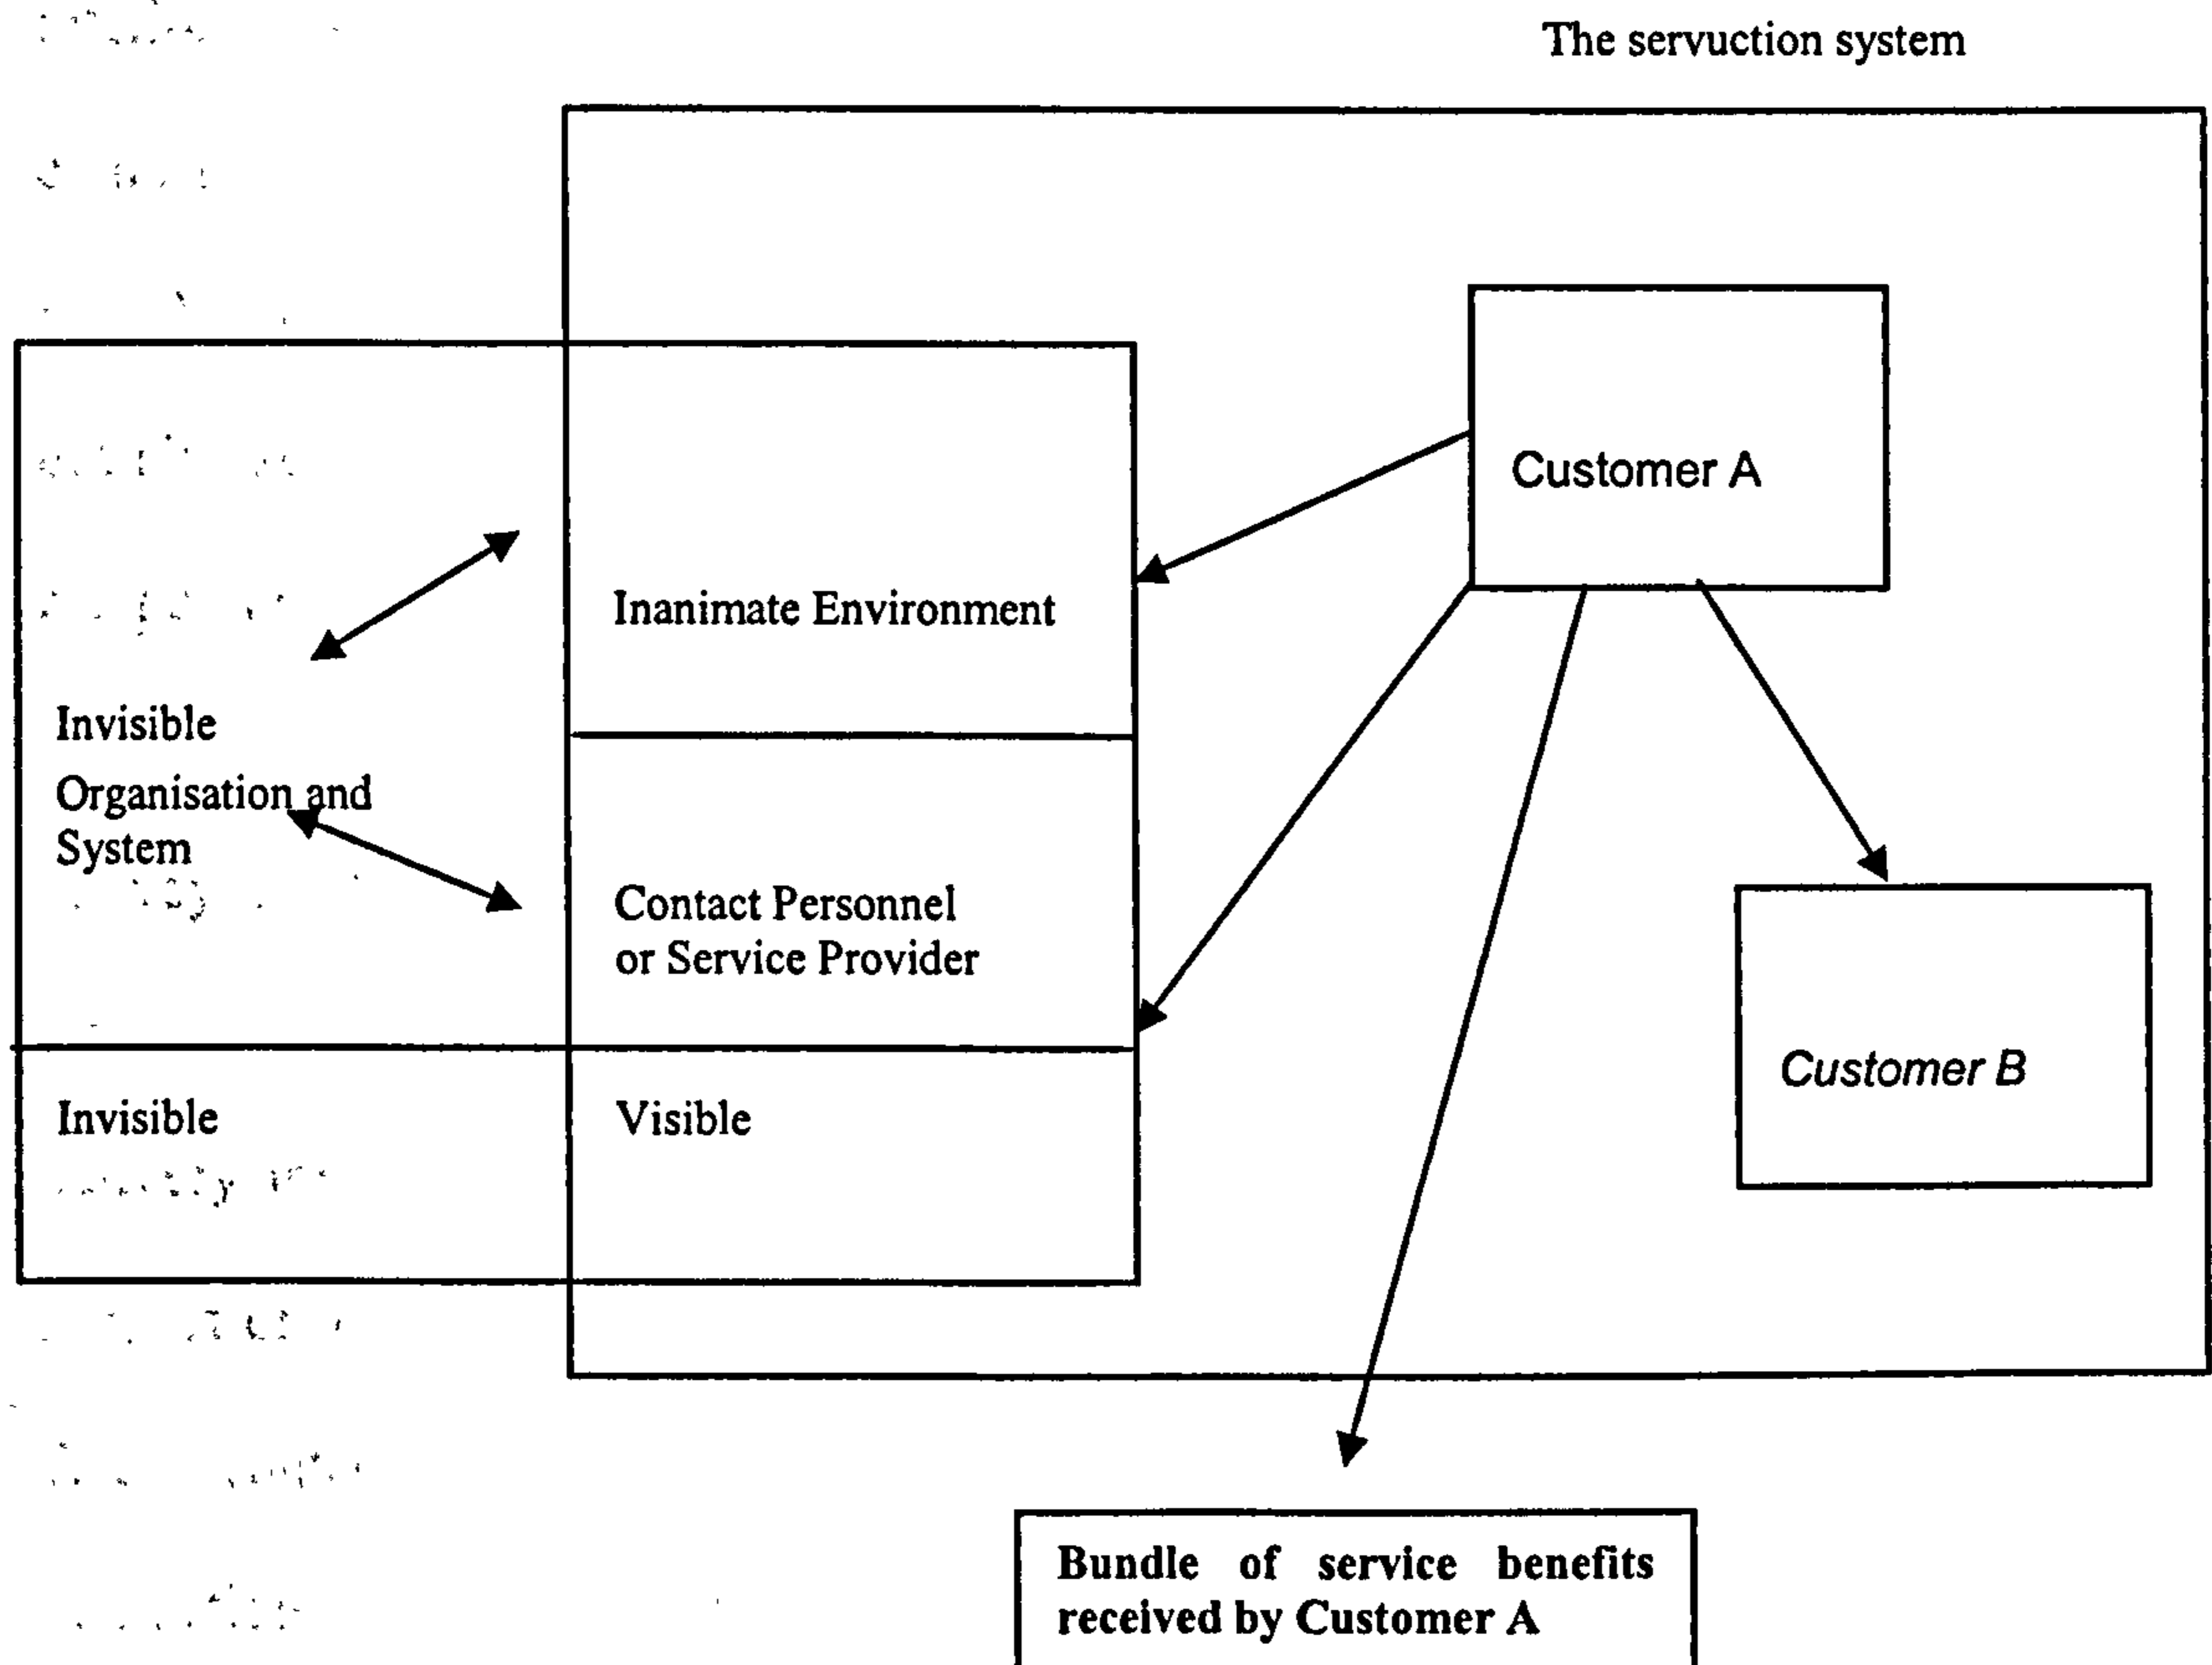 The servuction system
Customer A
Inanimate Environment
Invisible
Organisation and
System
Contact Personnel
or Service Provider
Customer B
Invisible
Visible
Bundle of service benefits
received by Customer A